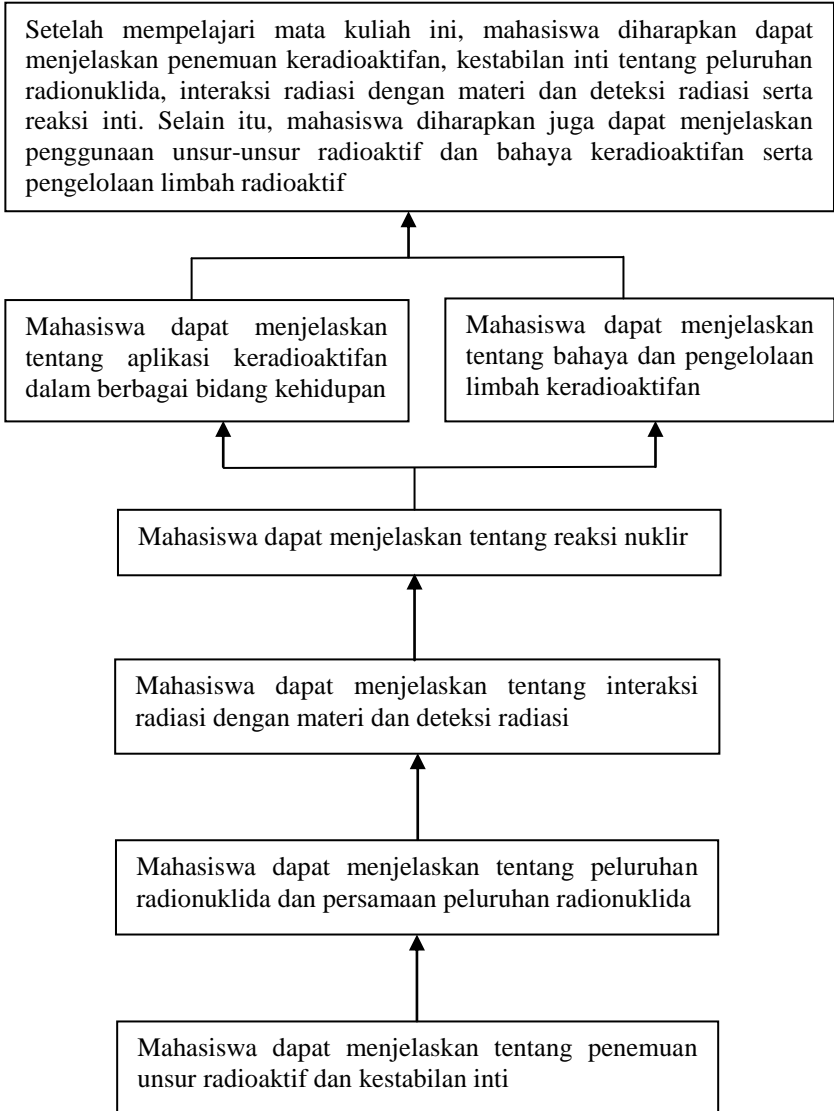 Setelah mempelajari mata kuliah ini, mahasiswa diharapkan dapat
menjelaskan penemuan keradioaktifan, kestabilan inti tentang peluruhan
radionuklida, interaksi radiasi dengan materi dan deteksi radiasi serta
reaksi inti. Selain itu, mahasiswa diharapkan juga dapat menjelaskan
penggunaan unsur-unsur radioaktif dan bahaya keradioaktifan serta
pengelolaan limbah radioaktif
Mahasiswa dapat menjelaskan
tentang aplikasi keradioaktifan
dalam berbagai bidang kehidupan
Mahasiswa dapat menjelaskan
tentang bahaya dan pengelolaan
limbah keradioaktifan
Mahasiswa dapat menjelaskan tentang reaksi nuklir
Mahasiswa dapat menjelaskan tentang interaksi
radiasi dengan materi dan deteksi radiasi
Mahasiswa dapat menjelaskan tentang peluruhan
radionuklida dan persamaan peluruhan radionuklida
Mahasiswa dapat menjelaskan tentang penemuan
unsur radioaktif dan kestabilan inti